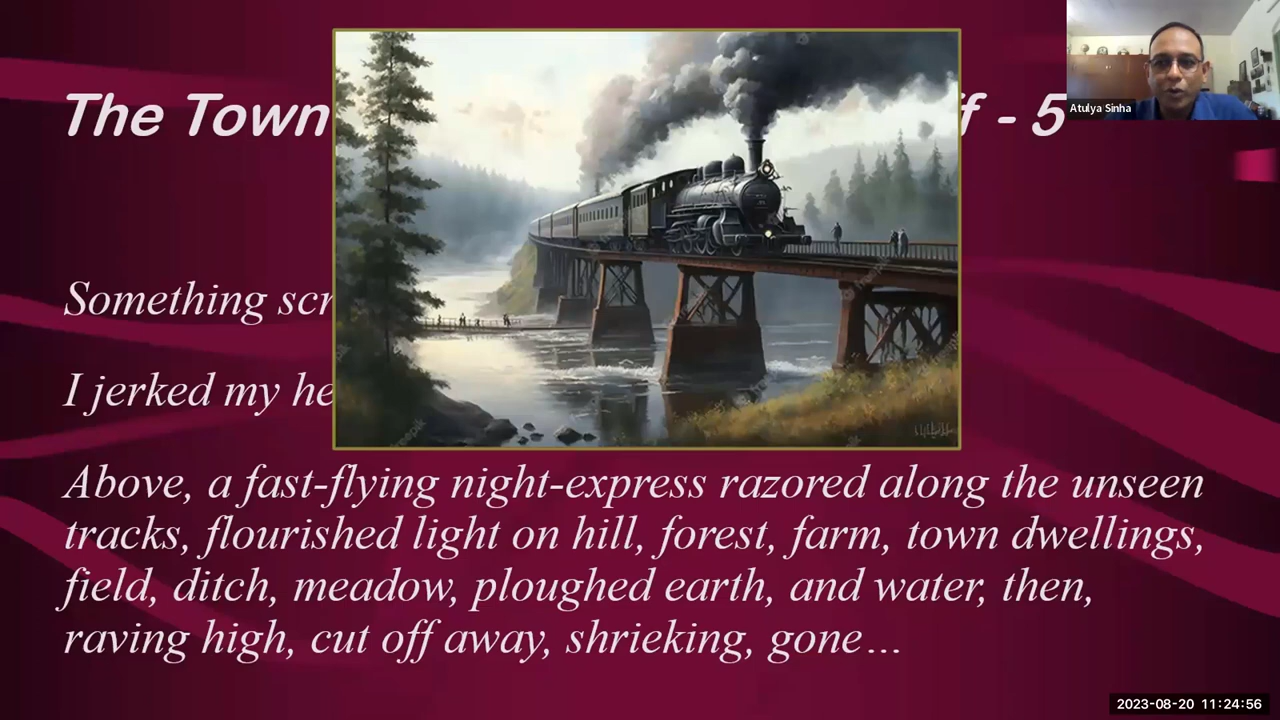 The Town - 5
Atulya Sinha
Something
I jerked my
Above, a fast-flying night-express razored along the unseen
tracks, flourished light on hill, forest, farm, town dwellings,
field, ditch, meadow, ploughed earth, and water, then,
raving high, cut off away, shrieking, gone…
2023-08-20 11:24:56